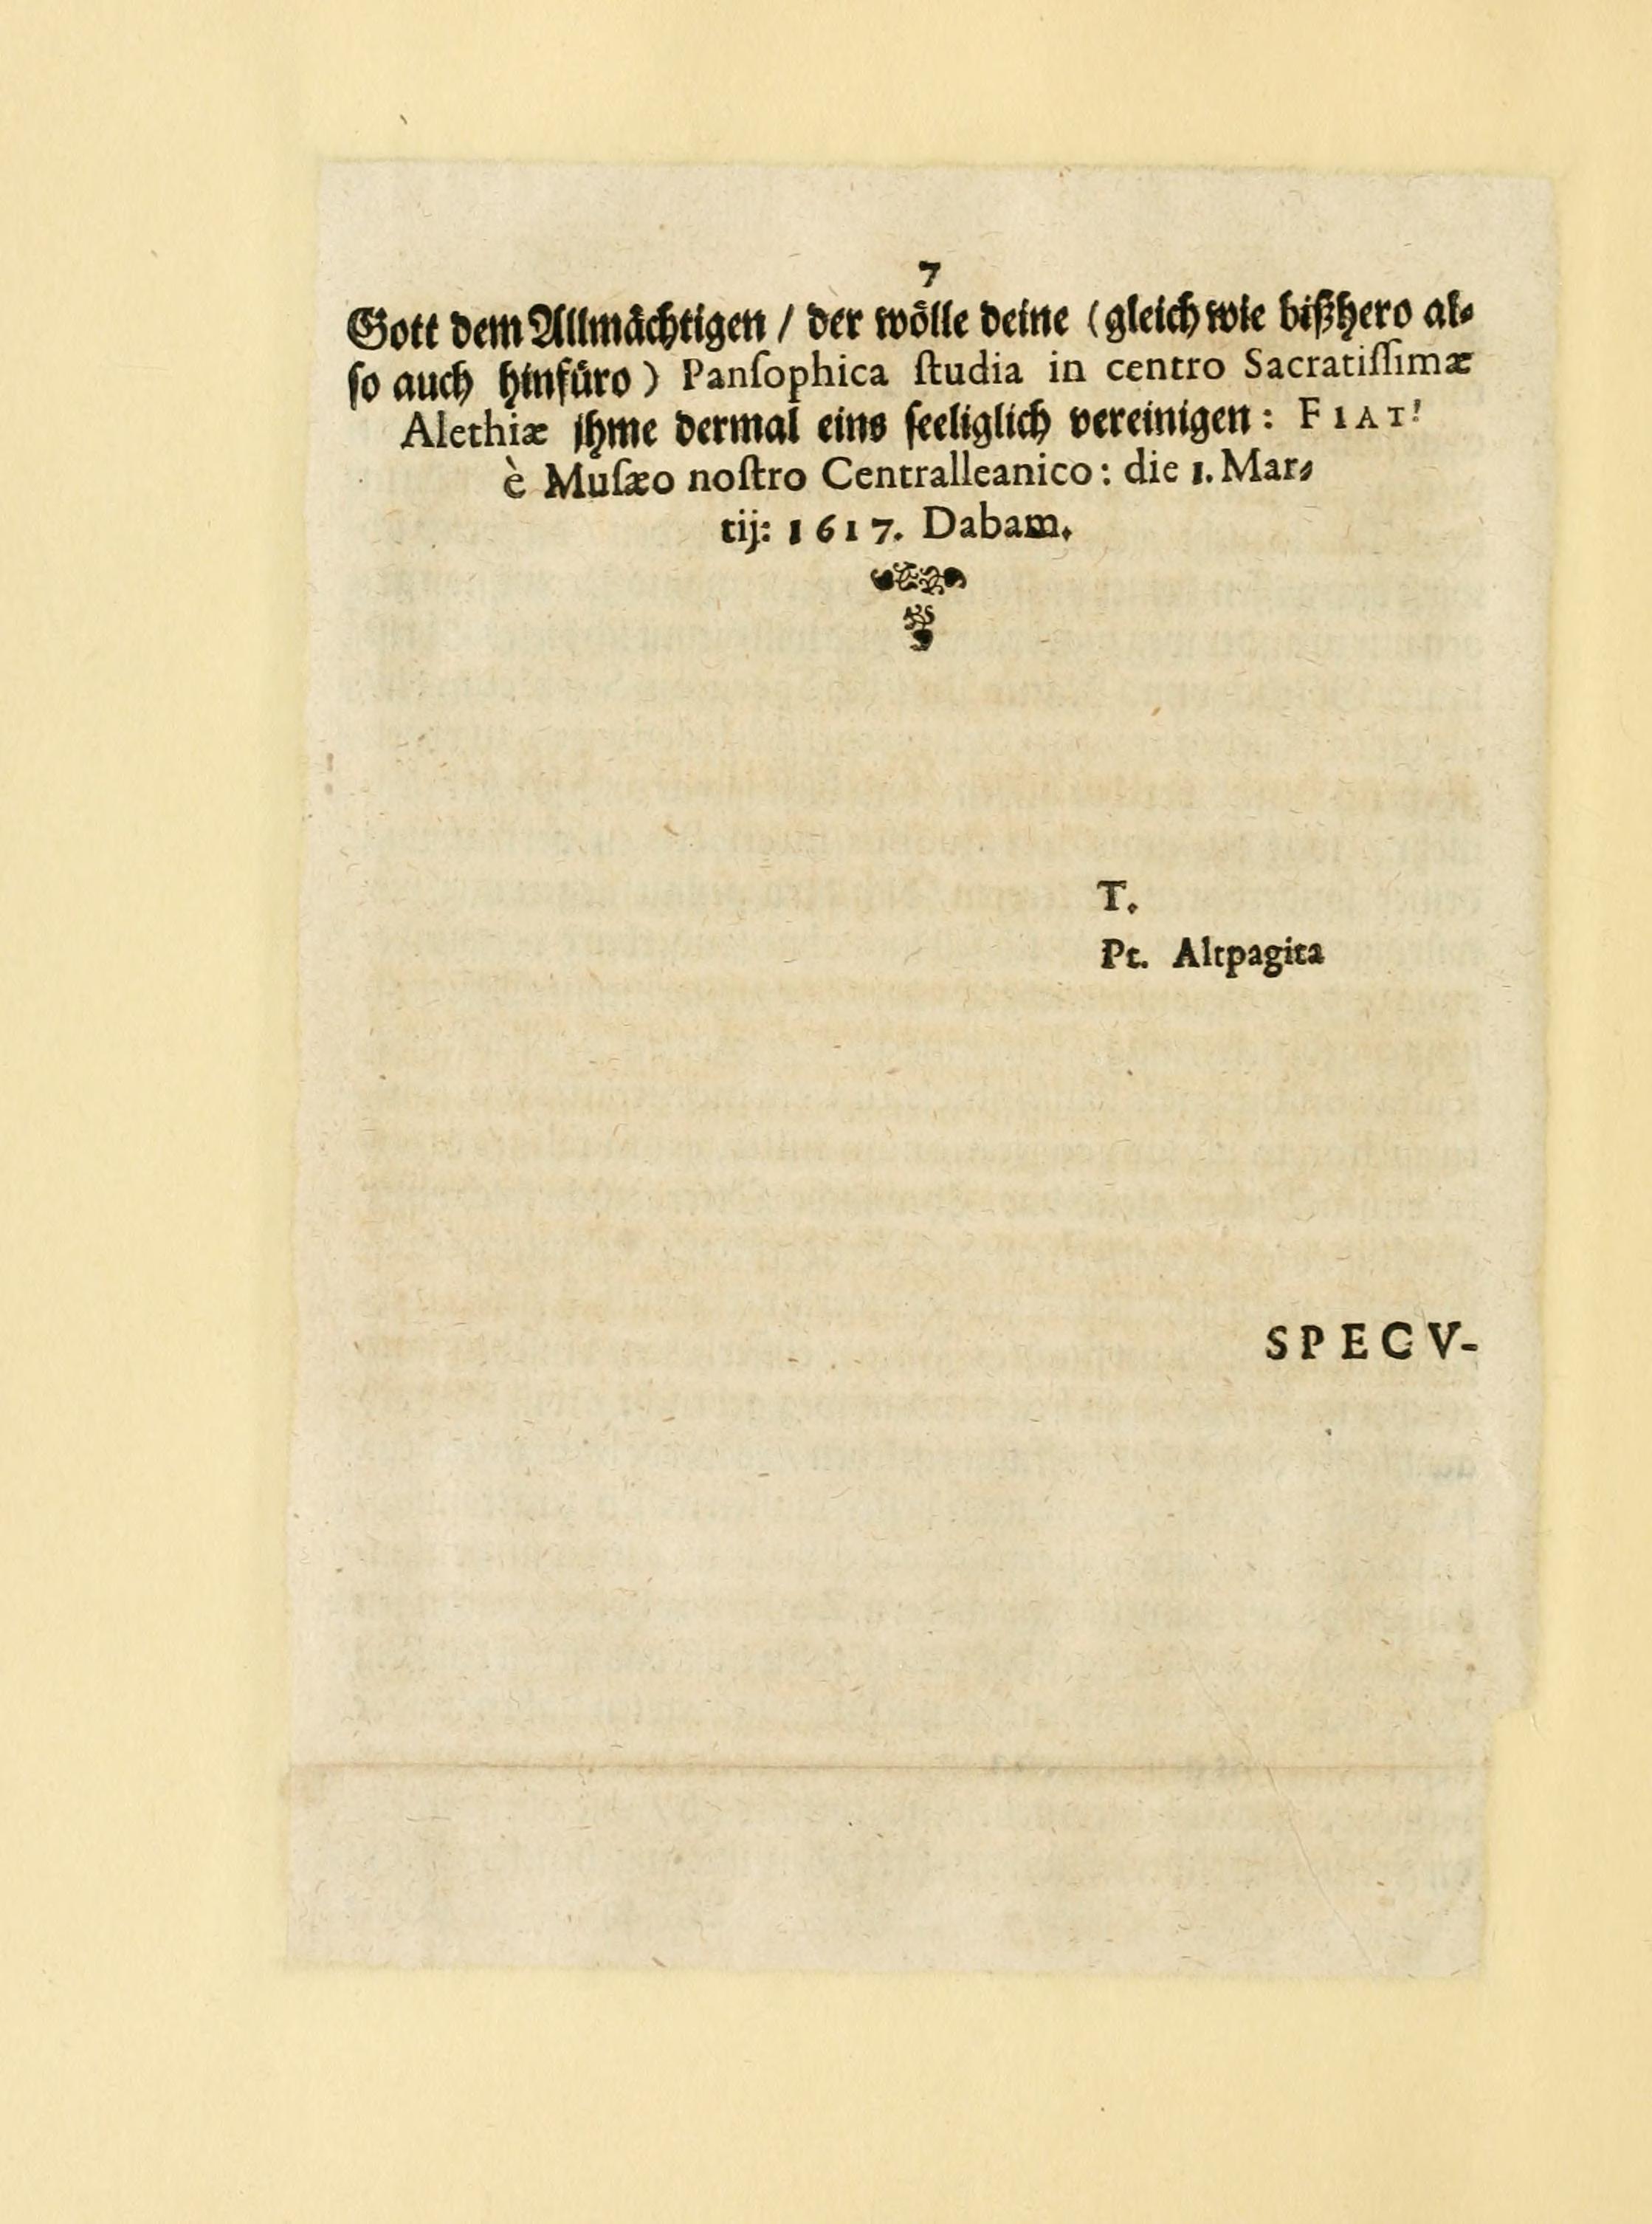 7
Gott dem Allmächtigen / der wölle deine (gleich wie bißhero al-
so auch hinfüro) Panſophica ſtudia in centro Sacratiſſimæ
Alethiæ jhme dermal eins ſeeliglich vereinigen: FIAT!
è Muſæo noſtro Centralleanico: die 1. Mar-
tij: 1617. Dabam.
T.
Pt. Altpagita
SPECV-